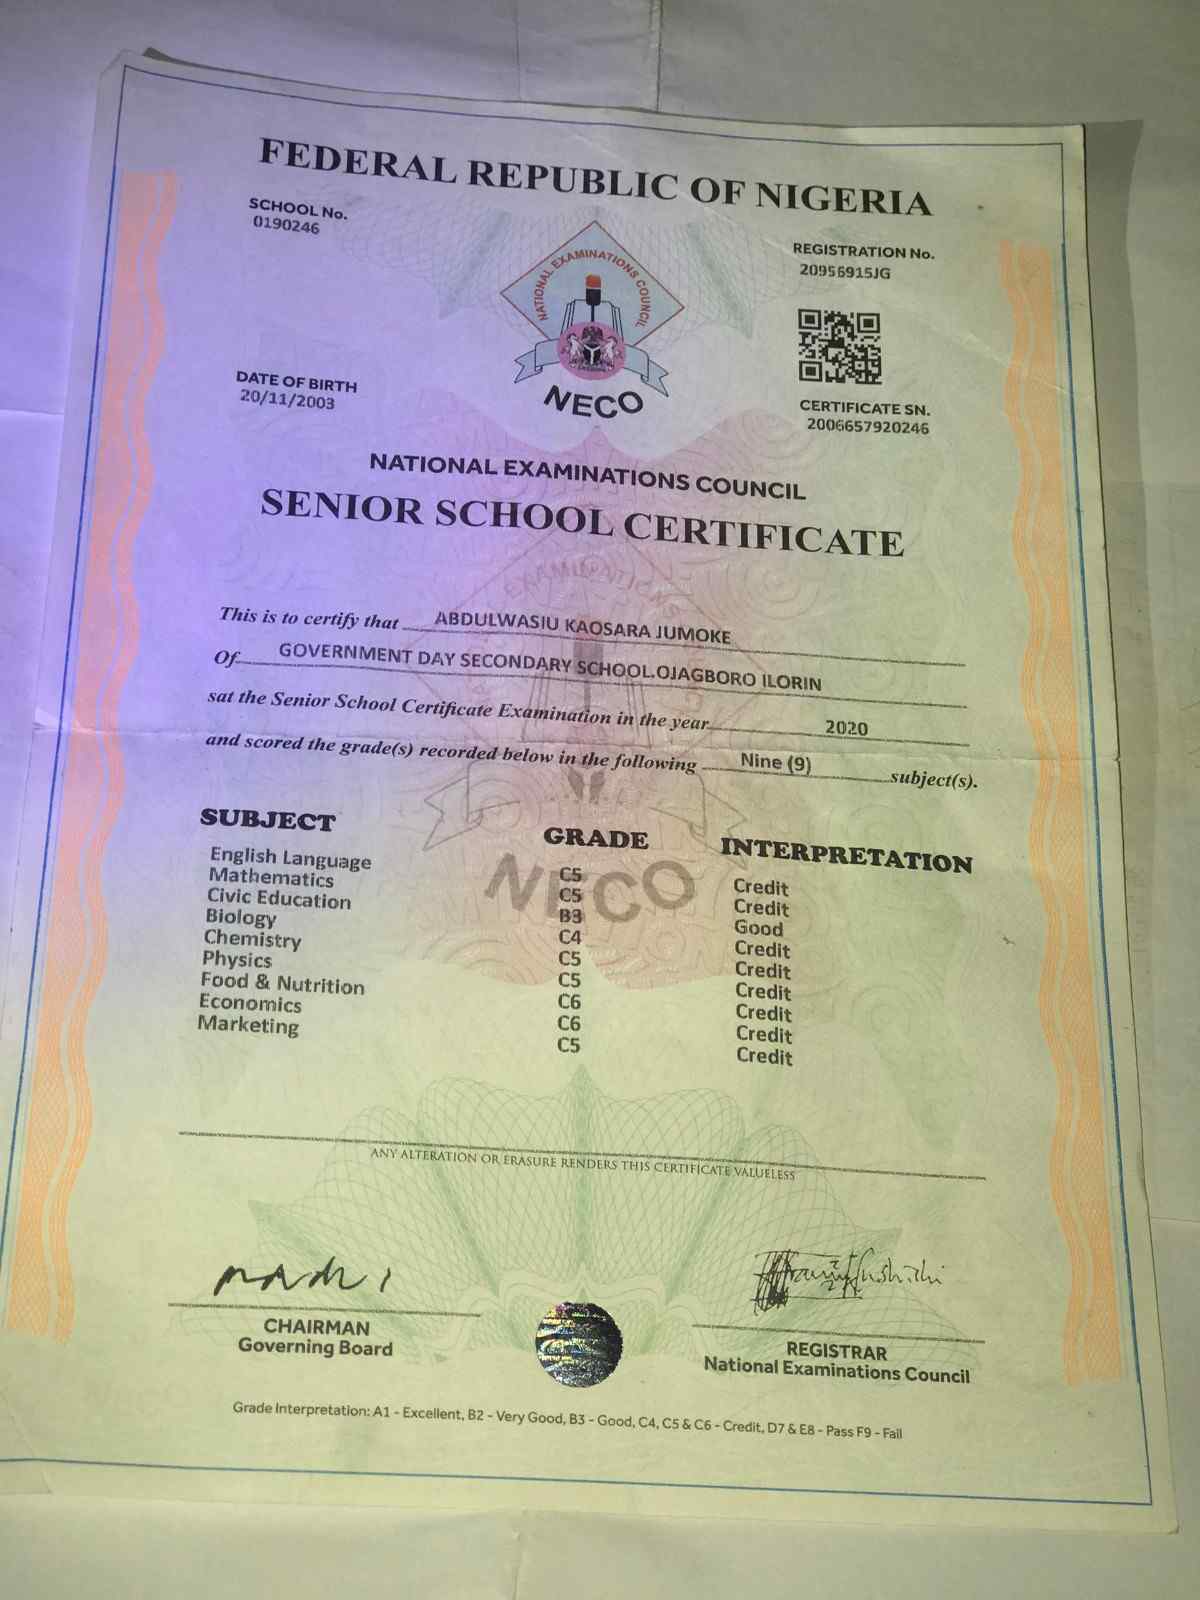 FEDERAL REPUBLIC OF NIGERIA
SCHOOL No.
0190246
REGISTRATION No.
20956915JG
NATIONAL EXAMINATIONS COUNCIL
NECO
DATE OF BIRTH
20/11/2003
CERTIFICATE SN.
2006657920246
NATIONAL EXAMINATIONS COUNCIL
SENIOR SCHOOL CERTIFICATE
This is to certify that ABDULWASIU KAOSARA JUMOKE
Of GOVERNMENT DAY SECONDARY SCHOOL.OJAGBORO ILORIN
sat the Senior School Certificate Examination in the year 2020
and scored the grade(s) recorded below in the following Nine (9) subject(s).
SUBJECT GRADE INTERPRETATION
English Language C5 Credit
Mathematics C5 Credit
Civic Education B3 Good
Biology C4 Credit
Chemistry C5 Credit
Physics C5 Credit
Food & Nutrition C6 Credit
Economics C6 Credit
Marketing C5 Credit
NECO
ANY ALTERATION OR ERASURE RENDERS THIS CERTIFICATE VALUELESS
CHAIRMAN
Governing Board
REGISTRAR
National Examinations Council
Grade Interpretation: A1 - Excellent, B2 - Very Good, B3 - Good, C4, C5 & C6 - Credit, D7 & E8 - Pass F9 - Fail